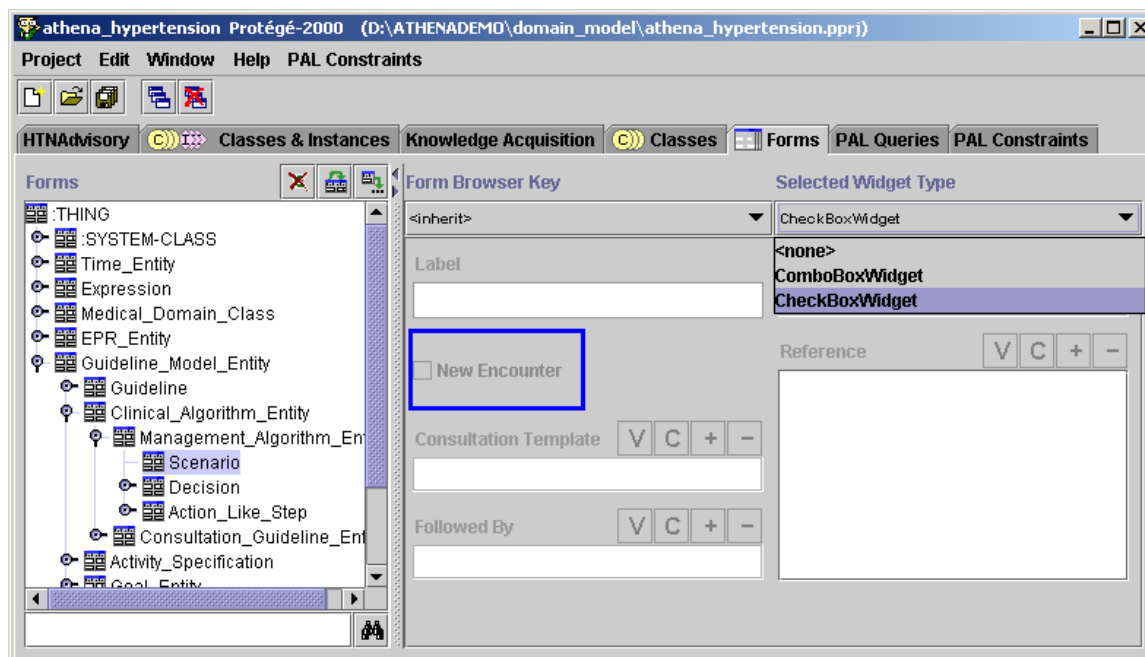 athena_hypertension Protégé-2000 (D:\ATHENADEMO\domain_model\athena_hypertension.pprj)
Project Edit Window Help PAL Constraints
HTNAdvisory C Classes & Instances Knowledge Acquisition C Classes Forms PAL Queries PAL Constraints
Forms
:THING
:SYSTEM-CLASS
Time_Entity
Expression
Medical_Domain_Class
EPR_Entity
Guideline_Model_Entity
Guideline
Clinical_Algorithm_Entity
Management_Algorithm_En
Scenario
Decision
Action_Like_Step
Consultation_Guideline_Ent
Activity_Specification
Goal_Entity
Form Browser Key
<inherit>
Label
New Encounter
Consultation Template V C + −
Followed By V C + −
Selected Widget Type
CheckBoxWidget
<none>
ComboBoxWidget
CheckBoxWidget
Reference V C + −